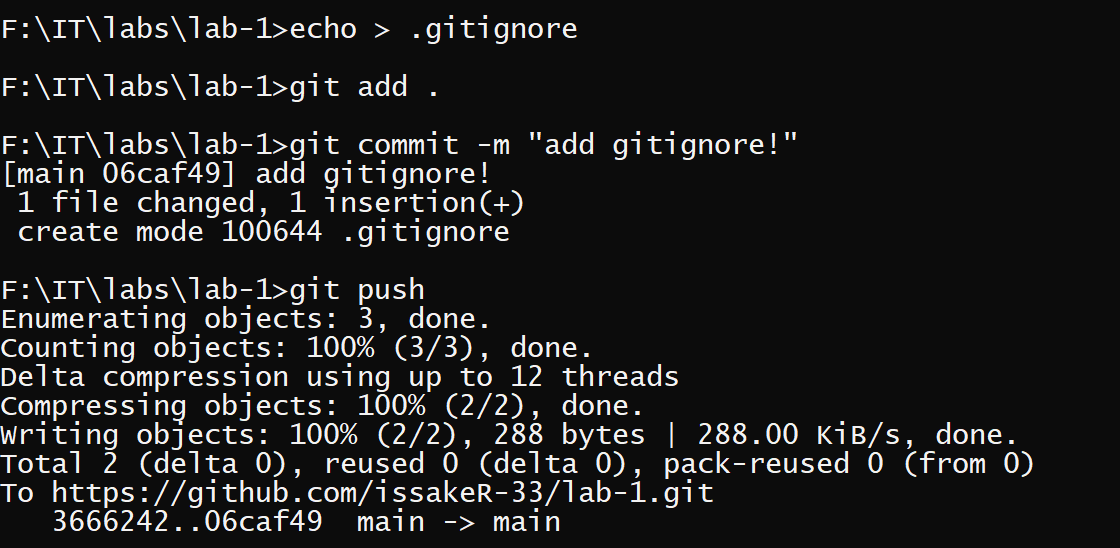 F:\IT\labs\lab-1>echo > .gitignore
F:\IT\labs\lab-1>git add .
F:\IT\labs\lab-1>git commit -m "add gitignore!"
[main 06caf49] add gitignore!
 1 file changed, 1 insertion(+)
 create mode 100644 .gitignore
F:\IT\labs\lab-1>git push
Enumerating objects: 3, done.
Counting objects: 100% (3/3), done.
Delta compression using up to 12 threads
Compressing objects: 100% (2/2), done.
Writing objects: 100% (2/2), 288 bytes | 288.00 KiB/s, done.
Total 2 (delta 0), reused 0 (delta 0), pack-reused 0 (from 0)
To https://github.com/issakeR-33/lab-1.git
   3666242..06caf49  main -> main